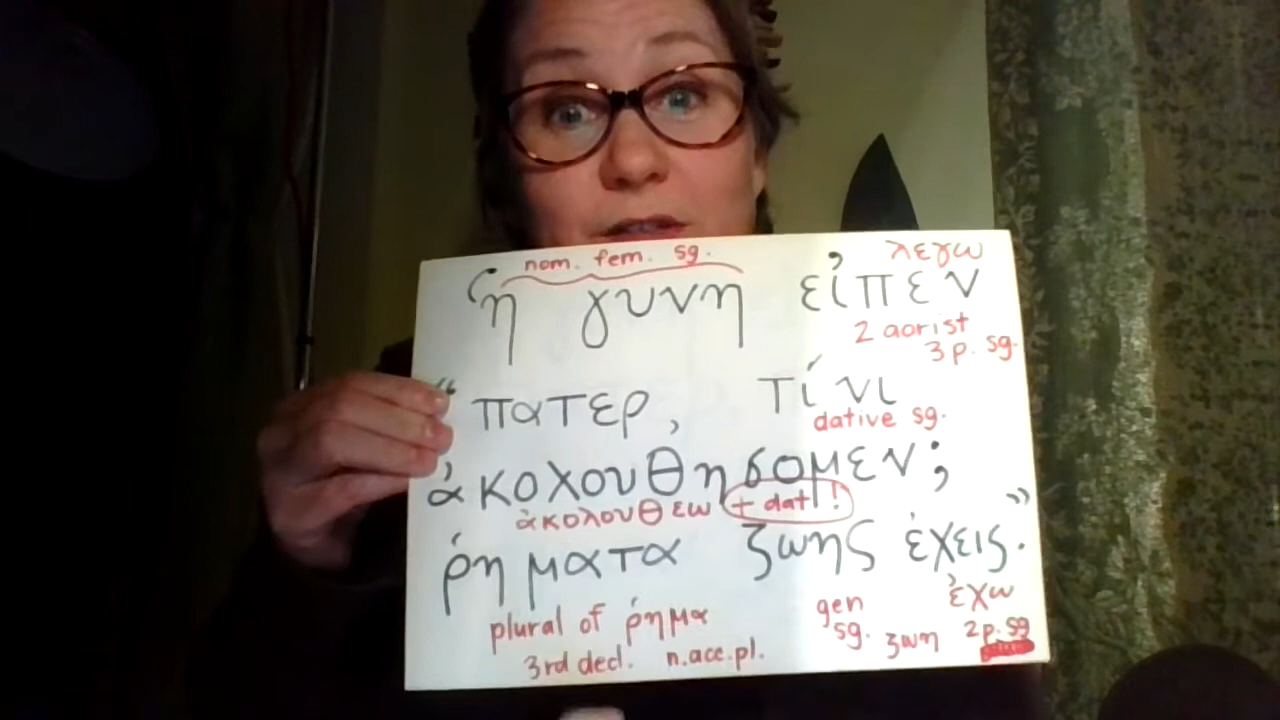 nom. fem. sg. λεγω
ἡ γυνη εἰπεν
2 aorist
3 p. sg.
“πατερ, τίνι
dative sg.
ἀκολουθησομεν;
ἀκολουθεω + dat!
ῥηματα ζωης ἐχεις.”
plural of ῥημα gen sg. ζωη ἐχω
3rd decl. n.acc.pl. 2p. sg